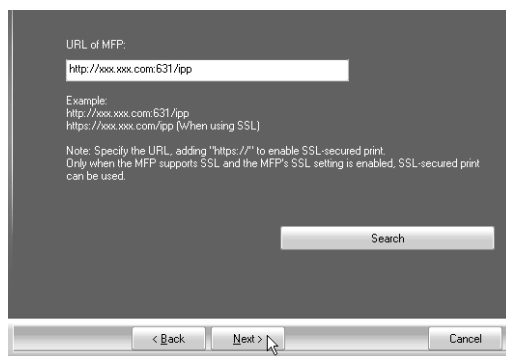 URL of MFP:
http://xxx.xxx.com:631/ipp
Example:
http://xxx.xxx.com:631/ipp
https://xxx.xxx.com/ipp (When using SSL)
Note: Specify the URL, adding "https://" to enable SSL-secured print.
Only when the MFP supports SSL and the MFP's SSL setting is enabled, SSL-secured print
can be used.
Search
< Back Next > Cancel